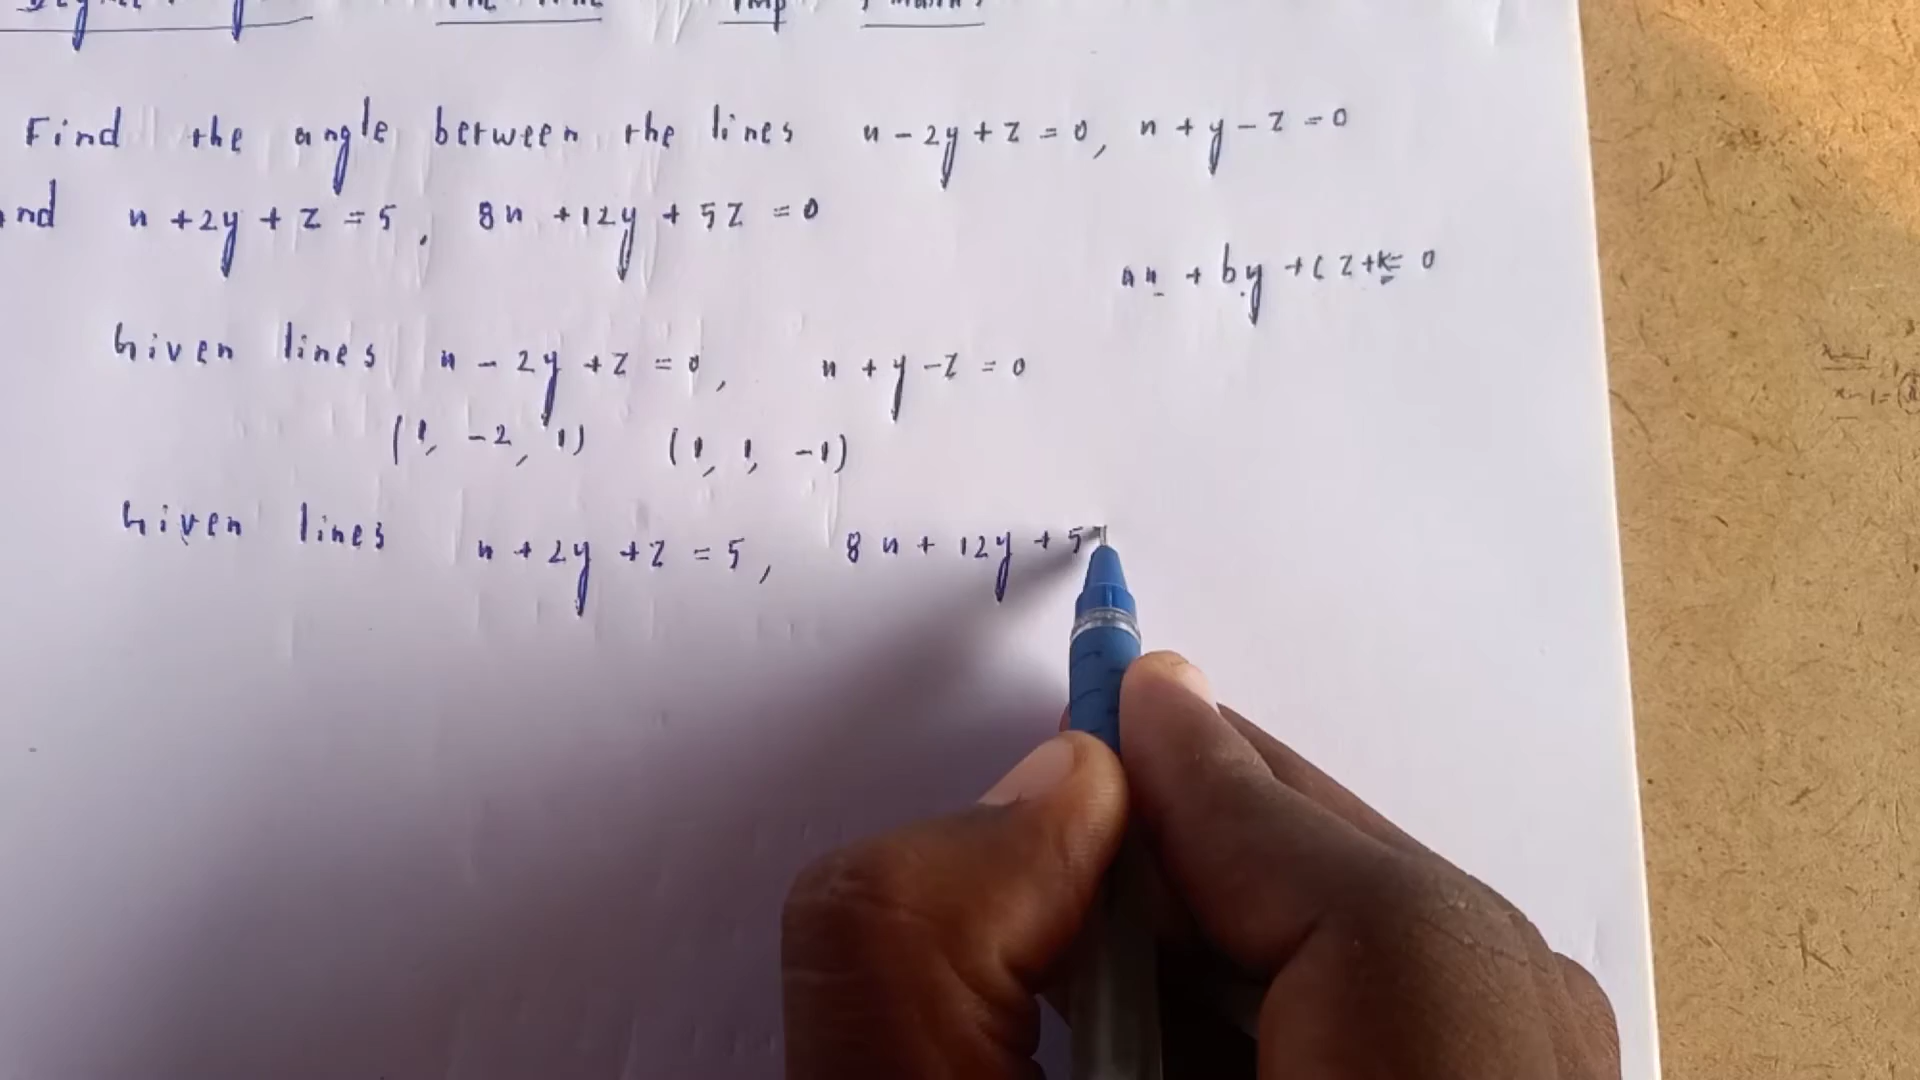 Find the angle between the lines x - 2y + z = 0, x + y - z = 0
x + 2y + z = 5, 8x + 12y + 5z = 0
ax + by + cz + k = 0
Given lines x - 2y + z = 0, x + y - z = 0
(1, -2, 1) (1, 1, -1)
Given lines x + 2y + z = 5, 8x + 12y + 5